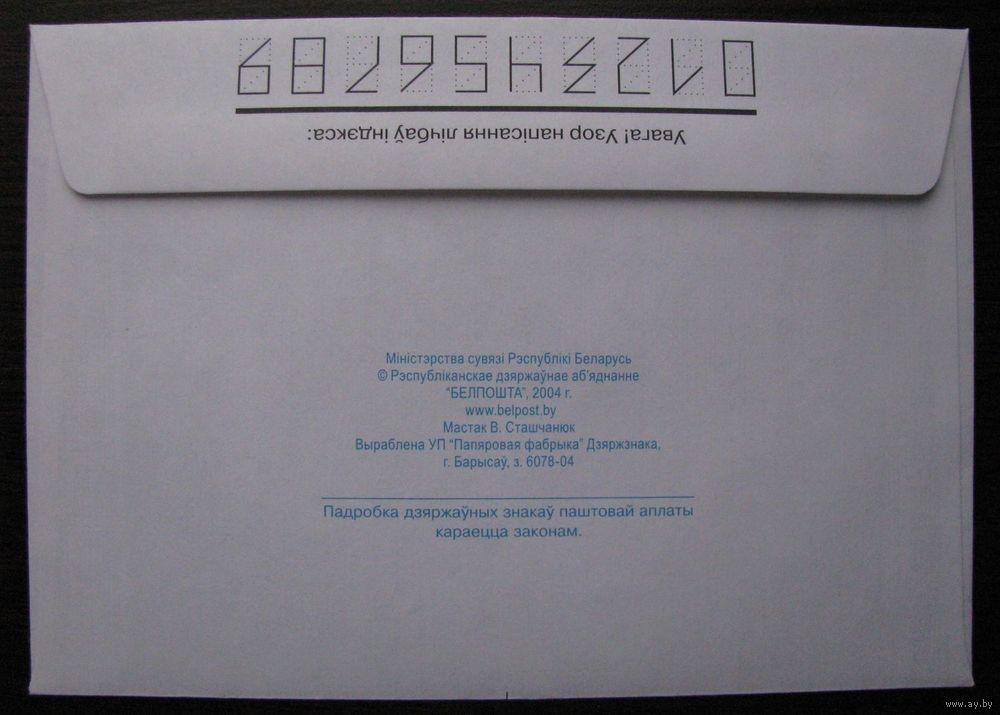 Увага! Узор напісання лічбаў індэкса:
0123456789
Міністэрства сувязі Рэспублікі Беларусь
© Рэспубліканскае дзяржаўнае аб'яднанне
“БЕЛПОШТА”, 2004 г.
www.belpost.by
Мастак В. Сташчанюк
Выраблена УП “Папяровая фабрыка” Дзяржзнака,
г. Барысаў, з. 6078-04
Падробка дзяржаўных знакаў паштовай аплаты
караецца законам.
www.ay.by